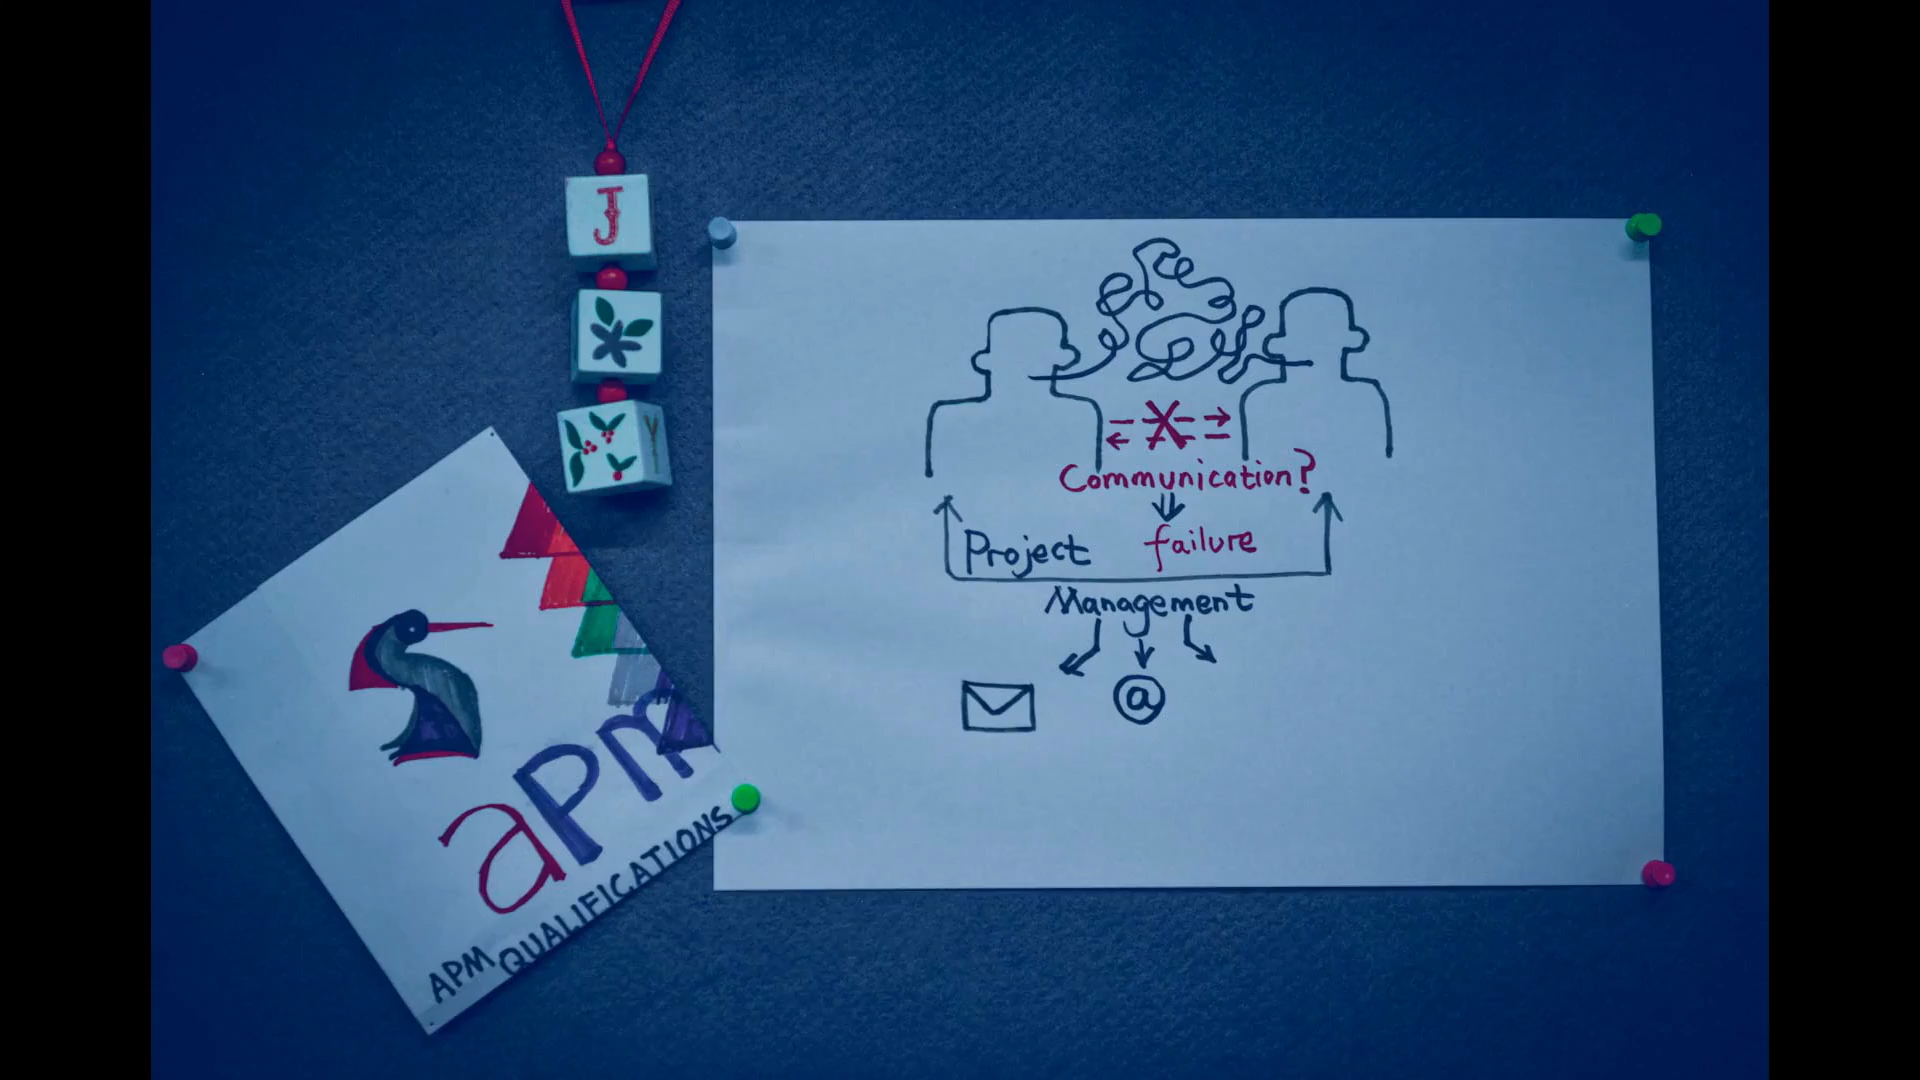 J
Communication?
Project failure
Management
@
apm
APM QUALIFICATIONS